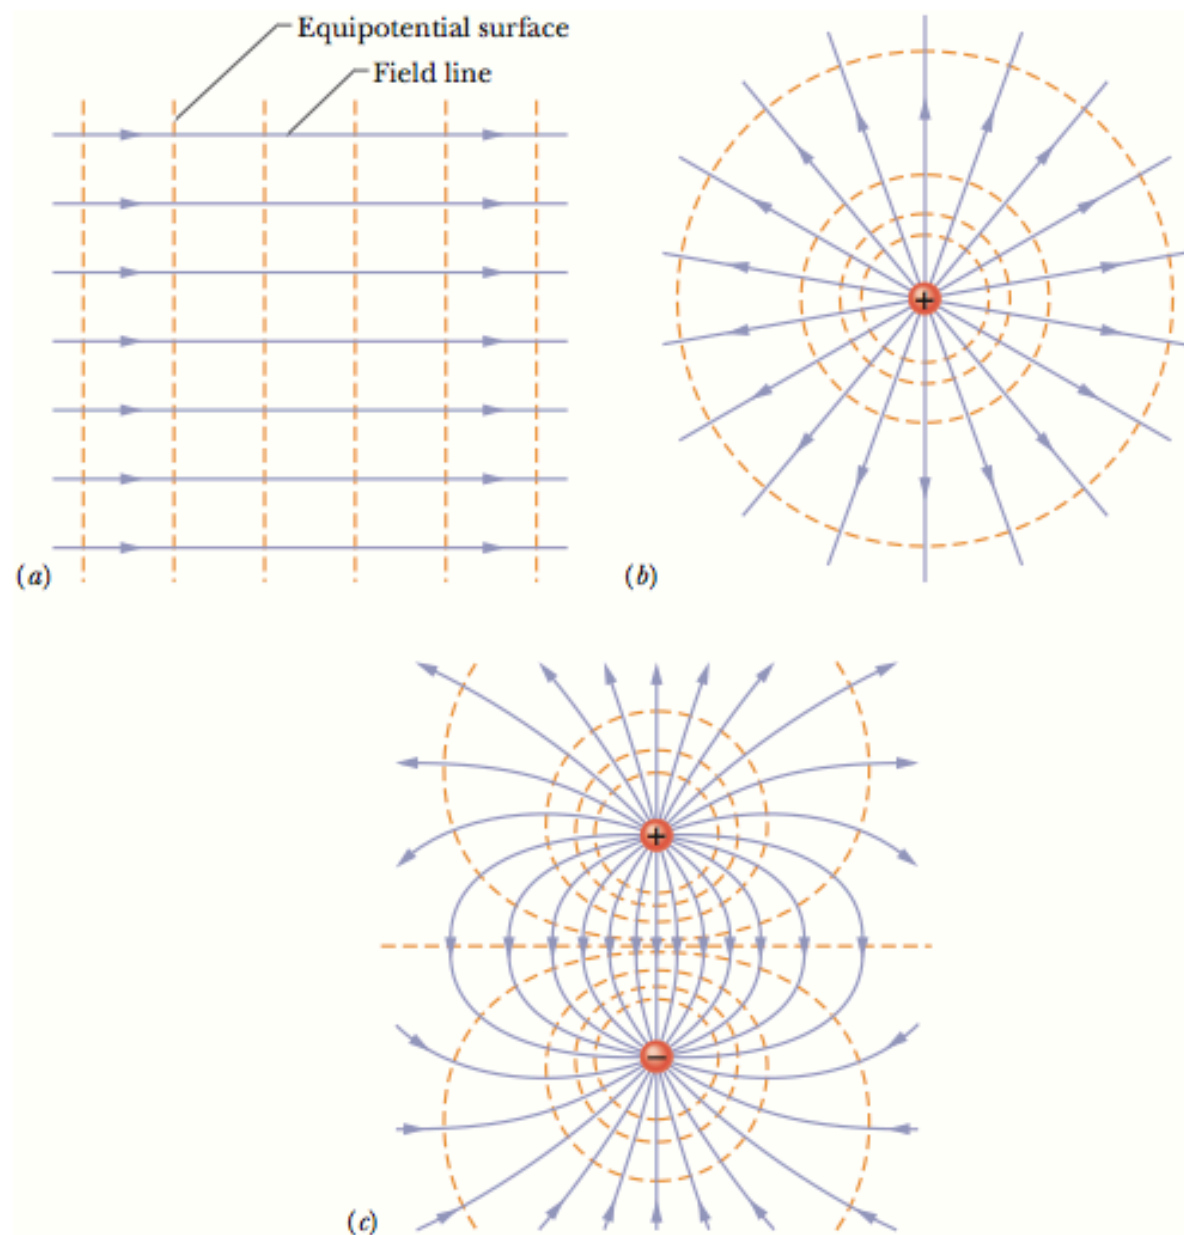 Equipotential surface
Field line
(a)
(b)
+
+
−
(c)